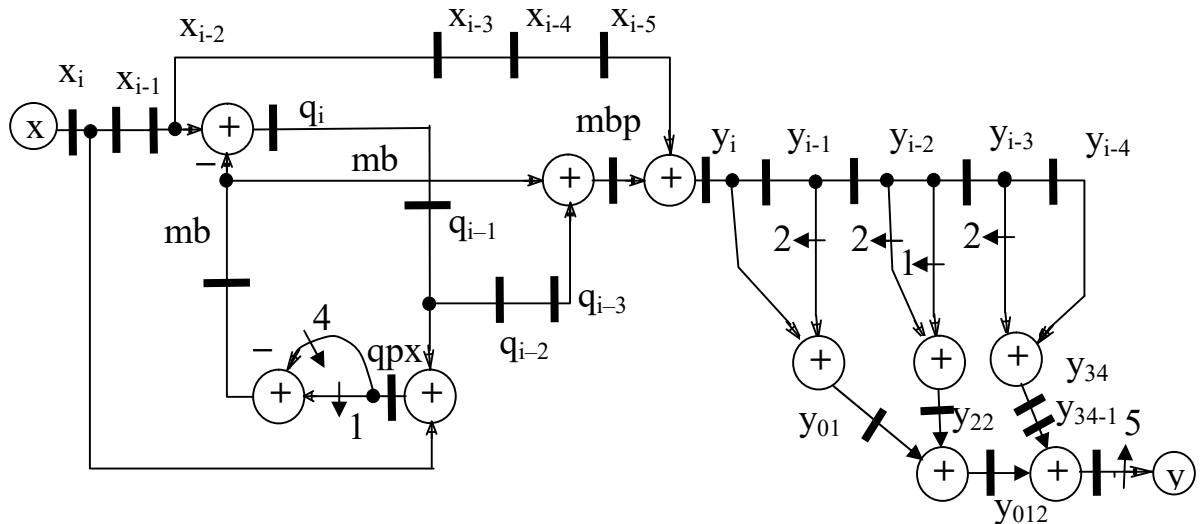 x_{i-3} x_{i-4} x_{i-5}
x_{i-2}
x_i x_{i-1}
x + q_i mbp y_i y_{i-1} y_{i-2} y_{i-3} y_{i-4}
–
mb + +
mb q_{i–1} 2 2 1 2
q_{i–2} q_{i–3}
4
– qpx + + +
+ 1 +
y_{34}
y_{01} y_{22} y_{34-1} 5
+ + y
y_{012}